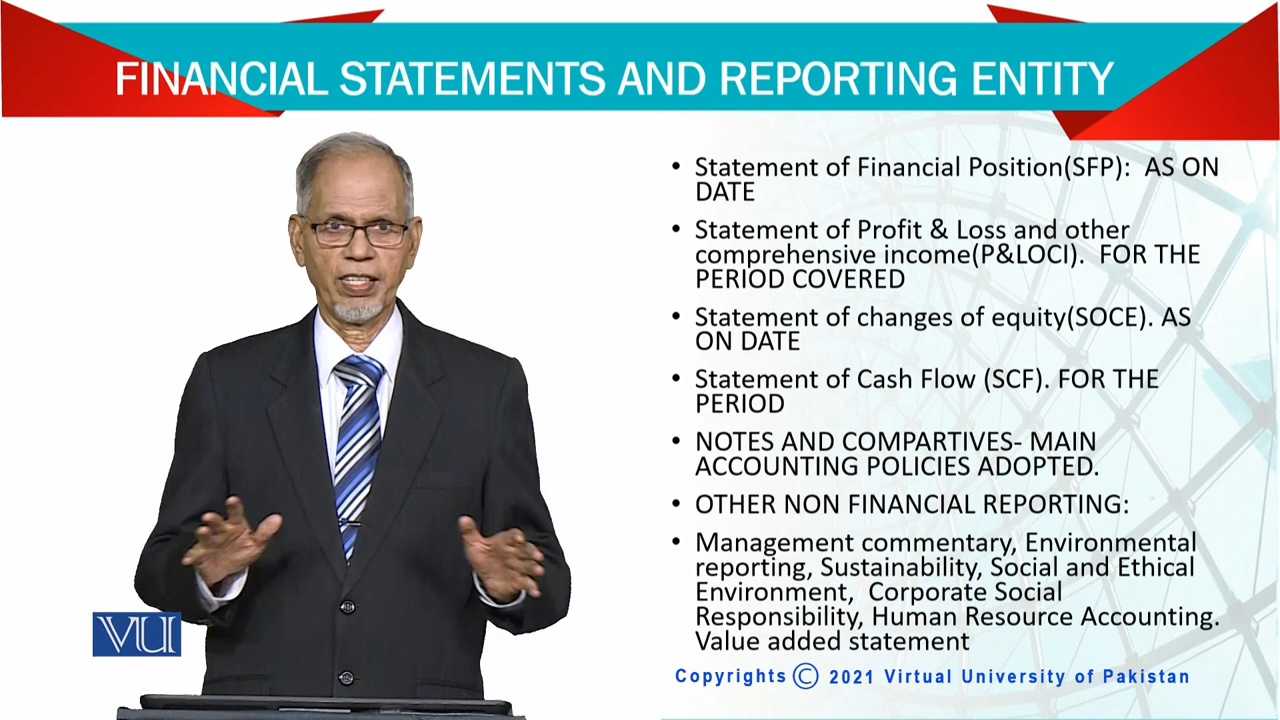 FINANCIAL STATEMENTS AND REPORTING ENTITY
• Statement of Financial Position(SFP):  AS ON
DATE
• Statement of Profit & Loss and other
comprehensive income(P&LOCI).  FOR THE
PERIOD COVERED
• Statement of changes of equity(SOCE). AS
ON DATE
• Statement of Cash Flow (SCF). FOR THE
PERIOD
• NOTES AND COMPARTIVES- MAIN
ACCOUNTING POLICIES ADOPTED.
• OTHER NON FINANCIAL REPORTING:
• Management commentary, Environmental
reporting, Sustainability, Social and Ethical
Environment,  Corporate Social
Responsibility, Human Resource Accounting.
Value added statement
VU
Copyrights © 2021 Virtual University of Pakistan